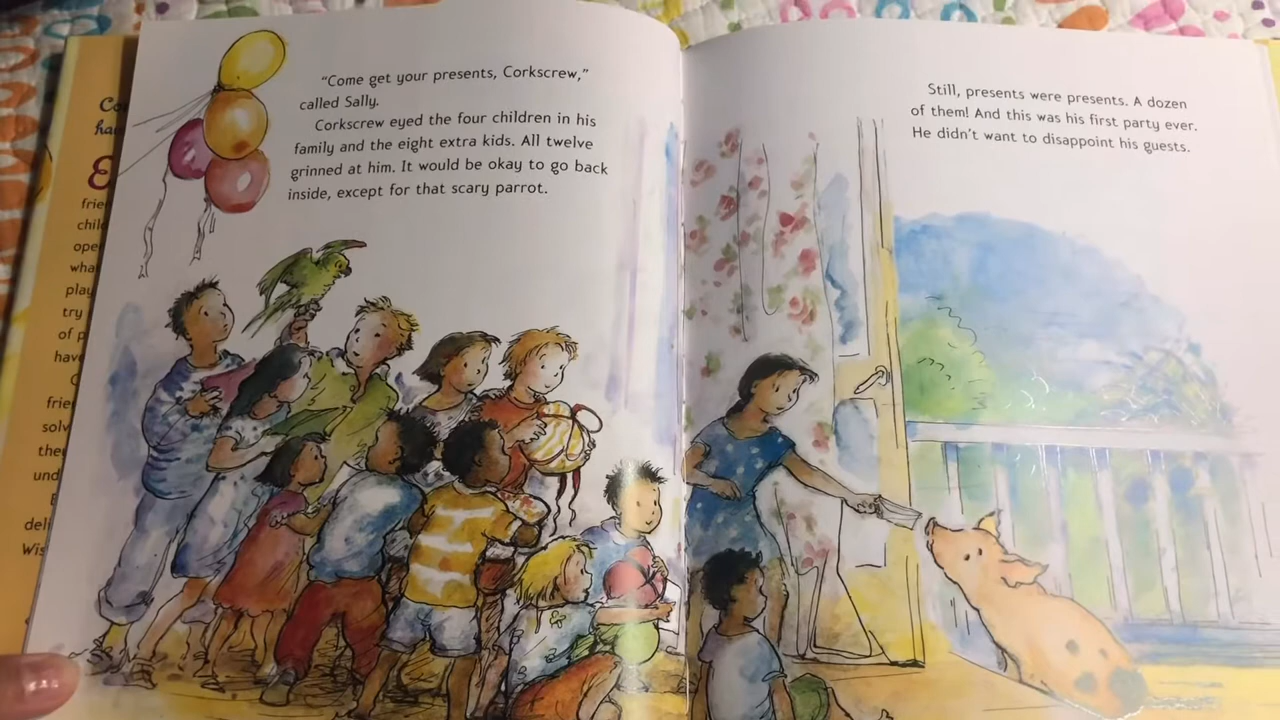 “Come get your presents, Corkscrew,”
called Sally.
Corkscrew eyed the four children in his
family and the eight extra kids. All twelve
grinned at him. It would be okay to go back
inside, except for that scary parrot.
Still, presents were presents. A dozen
of them! And this was his first party ever.
He didn’t want to disappoint his guests.